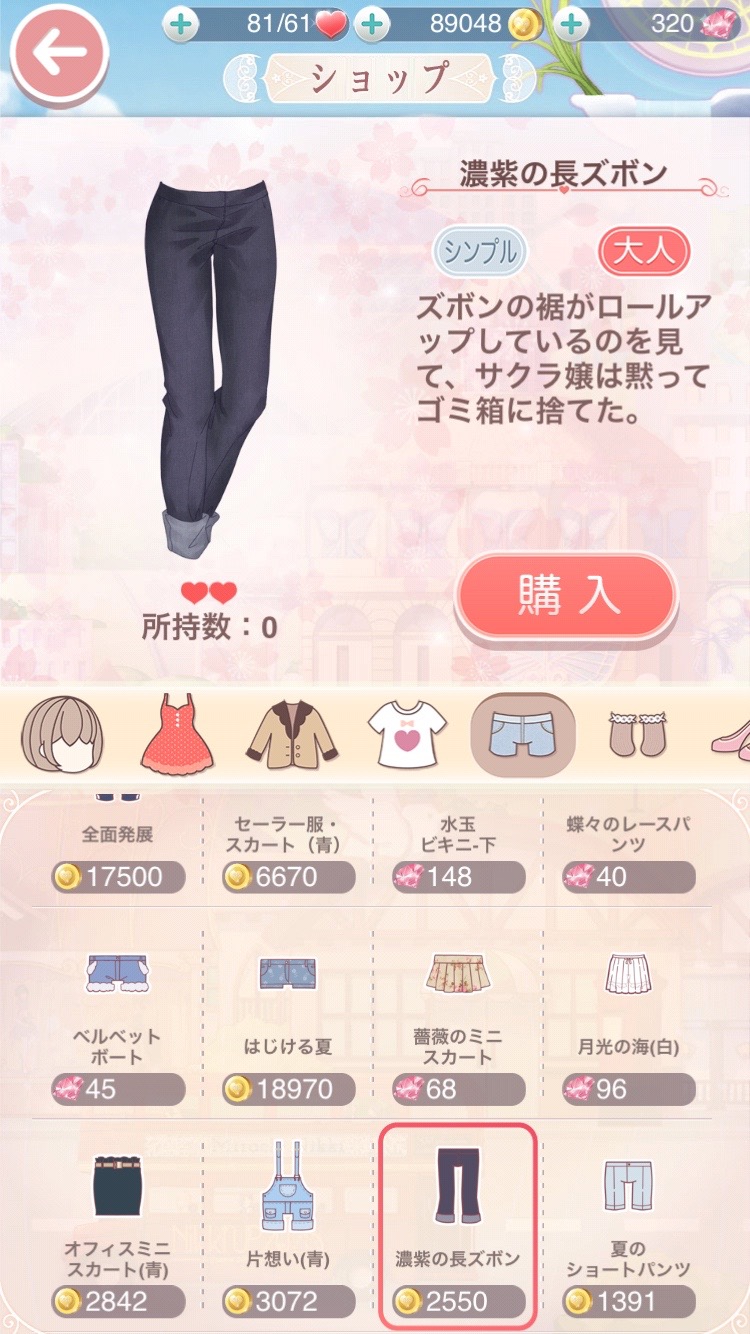 81/61
89048
320
ショップ
濃紫の長ズボン
シンプル
大人
ズボンの裾がロールア
ップしているのを見
て、サクラ嬢は黙って
ゴミ箱に捨てた。
所持数：0
購入
全面発展
17500
セーラー服・
スカート（青）
6670
水玉
ビキニ-下
148
蝶々のレースパ
ンツ
40
ベルベット
ボート
45
はじける夏
18970
薔薇のミニ
スカート
68
月光の海(白)
96
オフィスミニ
スカート(青)
2842
片想い(青)
3072
濃紫の長ズボン
2550
夏の
ショートパンツ
1391